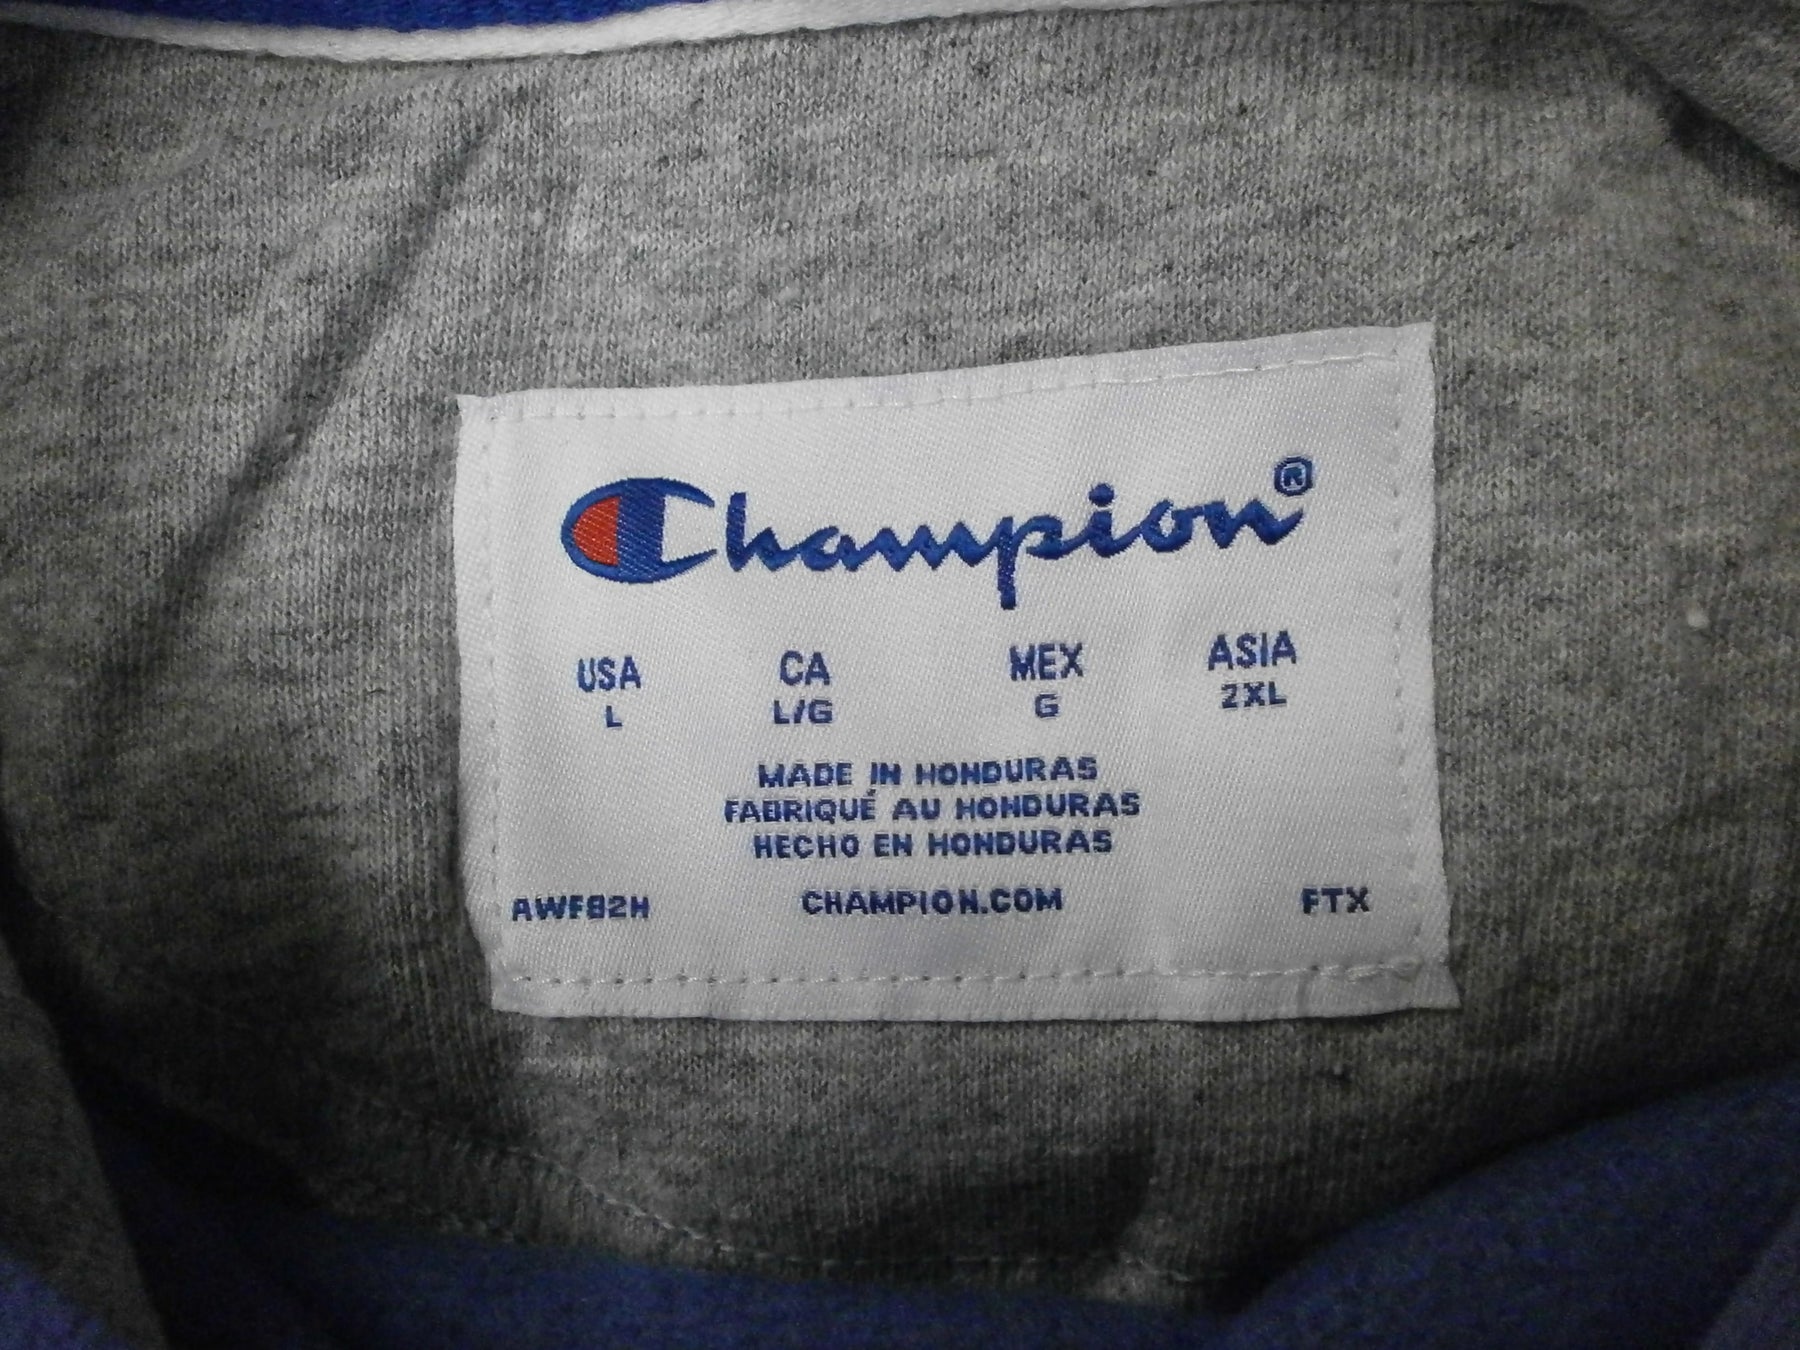 Champion®
USA CA MEX ASIA
L L/G G 2XL
MADE IN HONDURAS
FABRIQUÉ AU HONDURAS
HECHO EN HONDURAS
AWF82H CHAMPION.COM FTX